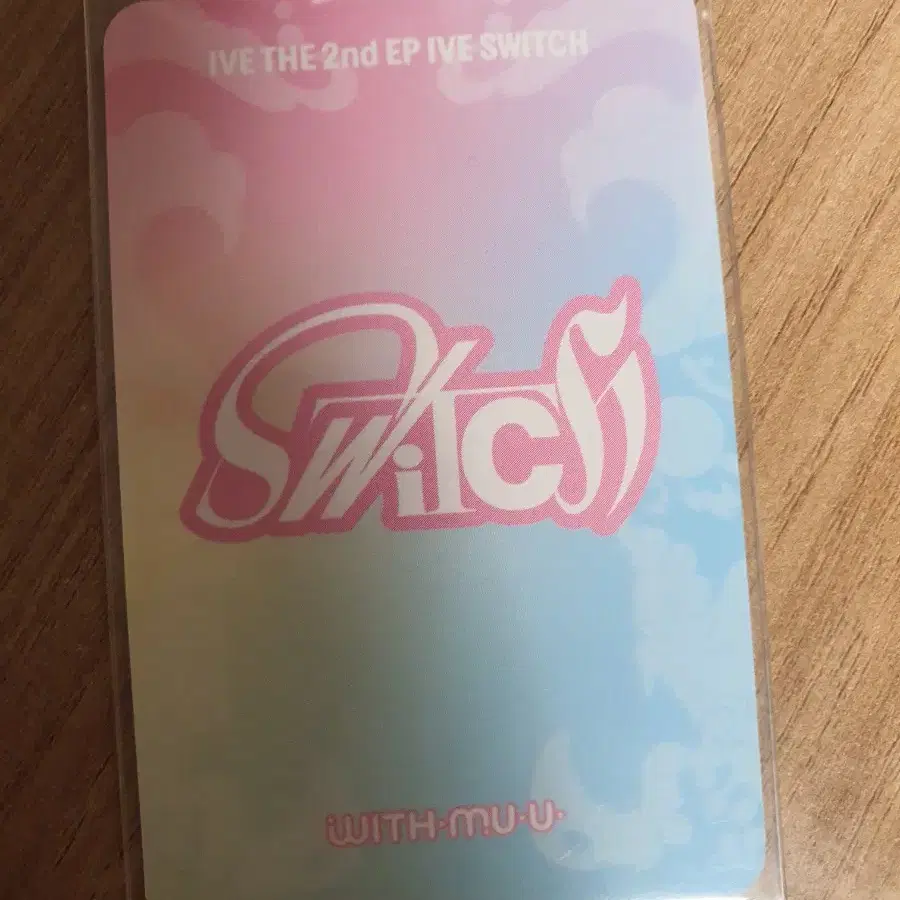 IVE THE 2nd EP IVE SWITCH
Switch
WITH·MU·U·